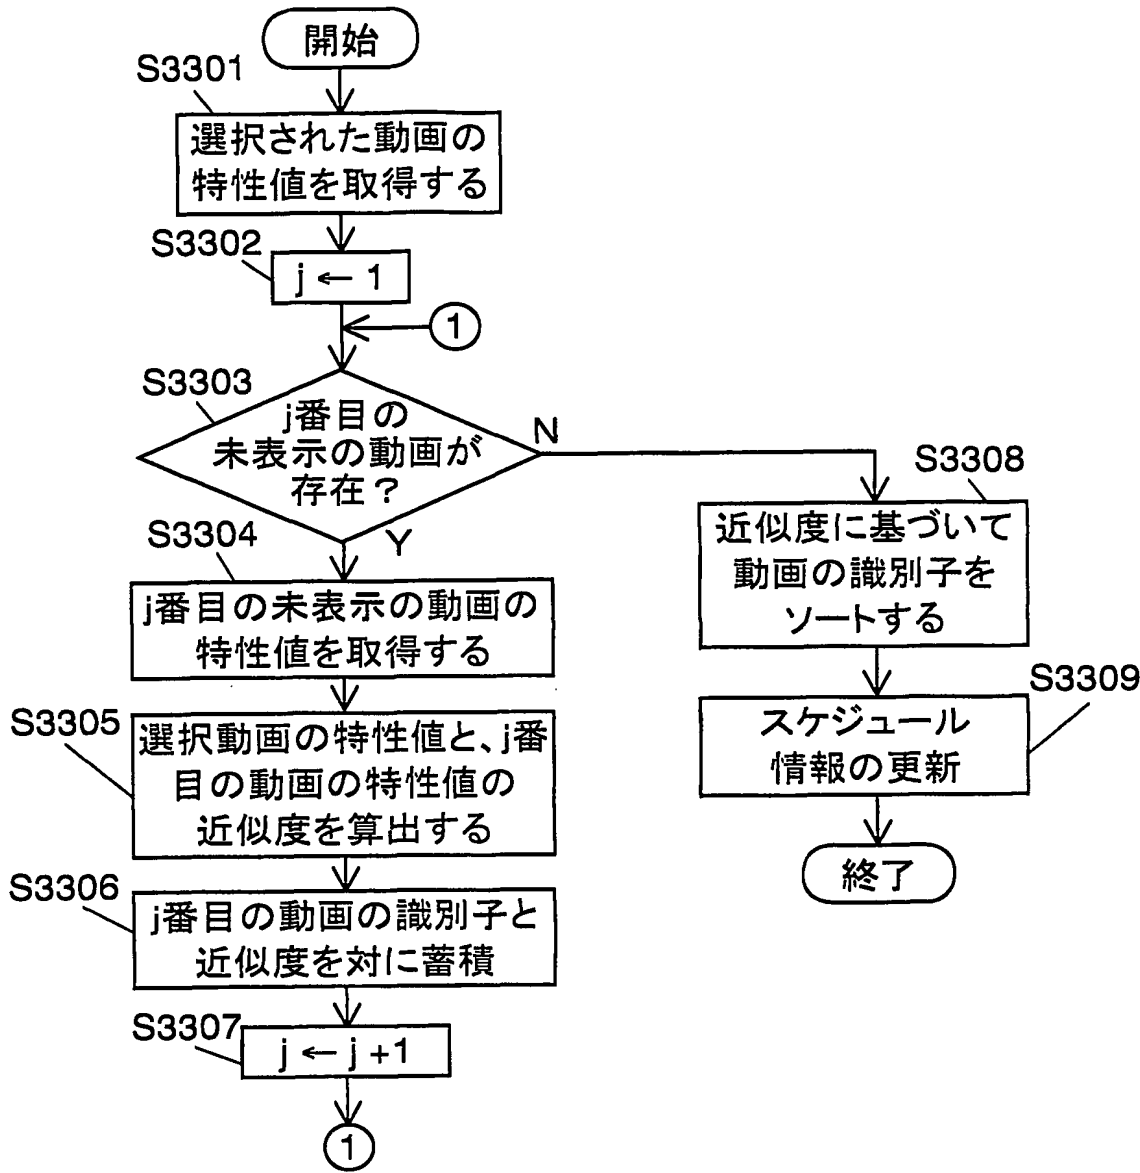 開始
S3301
選択された動画の
特性値を取得する
S3302
j ← 1
1
S3303
j番目の
未表示の動画が
存在？
N
Y
S3304
j番目の未表示の動画の
特性値を取得する
S3305
選択動画の特性値と、j番
目の動画の特性値の
近似度を算出する
S3306
j番目の動画の識別子と
近似度を対に蓄積
S3307
j ← j +1
1
S3308
近似度に基づいて
動画の識別子を
ソートする
S3309
スケジュール
情報の更新
終了